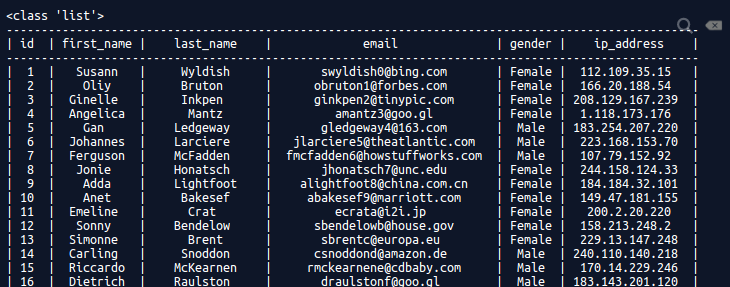 <class 'list'>
-----------------------------------------------------------------------------------------------
| id | first_name |   last_name    |            email             | gender |   ip_address    |
-----------------------------------------------------------------------------------------------
| 1 | Susann | Wyldish | swyldish0@bing.com | Female | 112.109.35.15 |
| 2 | Oliy | Bruton | obruton1@forbes.com | Female | 166.20.188.54 |
| 3 | Ginelle | Inkpen | ginkpen2@tinypic.com | Female | 208.129.167.239 |
| 4 | Angelica | Mantz | amantz3@goo.gl | Female | 1.118.173.176 |
| 5 | Gan | Ledgeway | gledgeway4@163.com | Male | 183.254.207.220 |
| 6 | Johannes | Larciere | jlarciere5@theatlantic.com | Male | 223.168.153.70 |
| 7 | Ferguson | McFadden | fmcfadden6@howstuffworks.com | Male | 107.79.152.92 |
| 8 | Jonie | Honatsch | jhonatsch7@unc.edu | Female | 244.158.124.33 |
| 9 | Adda | Lightfoot | alightfoot8@china.com.cn | Female | 184.184.32.101 |
| 10 | Anet | Bakesef | abakesef9@marriott.com | Female | 149.47.181.155 |
| 11 | Emeline | Crat | ecrata@i2i.jp | Female | 200.2.20.220 |
| 12 | Sonny | Bendelow | sbendelowb@house.gov | Female | 158.213.248.2 |
| 13 | Simonne | Brent | sbrentc@europa.eu | Female | 229.13.147.248 |
| 14 | Carling | Snoddon | csnoddond@amazon.de | Male | 240.110.140.218 |
| 15 | Riccardo | McKearnen | rmckearnene@cdbaby.com | Male | 170.14.229.246 |
| 16 | Dietrich | Raulston | draulstonf@goo.gl | Male | 183.143.201.120 |